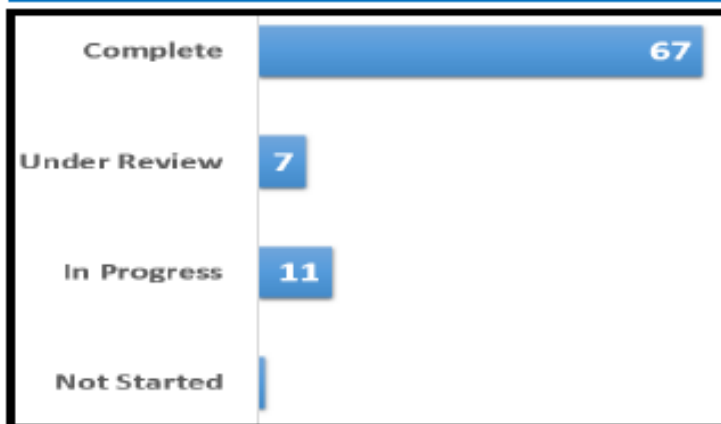 Complete 67
Under Review 7
In Progress 11
Not Started